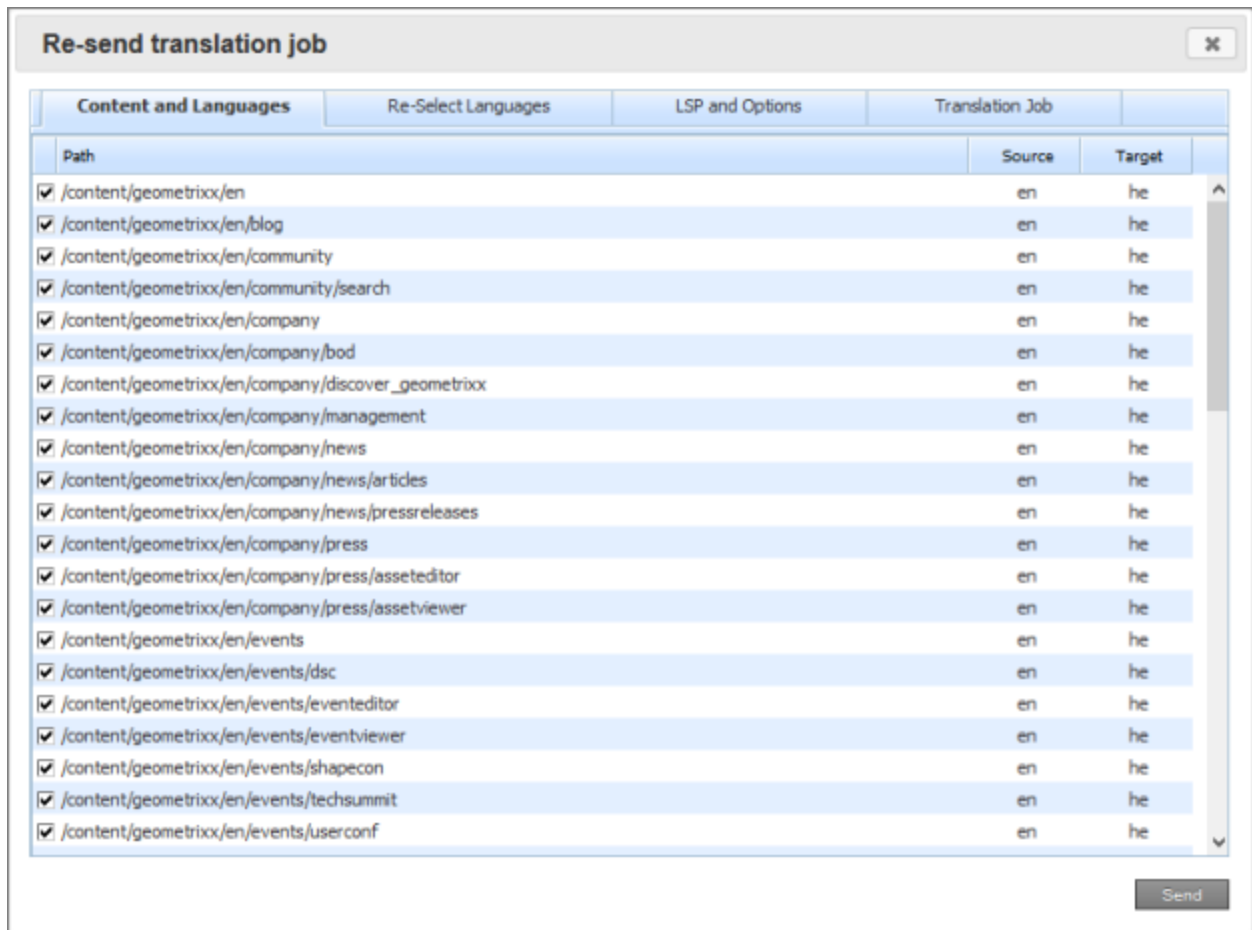 Re-send translation job
Content and Languages Re-Select Languages LSP and Options Translation Job
Path Source Target
/content/geometrixx/en en he
/content/geometrixx/en/blog en he
/content/geometrixx/en/community en he
/content/geometrixx/en/community/search en he
/content/geometrixx/en/company en he
/content/geometrixx/en/company/bod en he
/content/geometrixx/en/company/discover_geometrixx en he
/content/geometrixx/en/company/management en he
/content/geometrixx/en/company/news en he
/content/geometrixx/en/company/news/articles en he
/content/geometrixx/en/company/news/pressreleases en he
/content/geometrixx/en/company/press en he
/content/geometrixx/en/company/press/asseteditor en he
/content/geometrixx/en/company/press/assetviewer en he
/content/geometrixx/en/events en he
/content/geometrixx/en/events/dsc en he
/content/geometrixx/en/events/eventeditor en he
/content/geometrixx/en/events/eventviewer en he
/content/geometrixx/en/events/shapecon en he
/content/geometrixx/en/events/techsummit en he
/content/geometrixx/en/events/userconf en he
Send